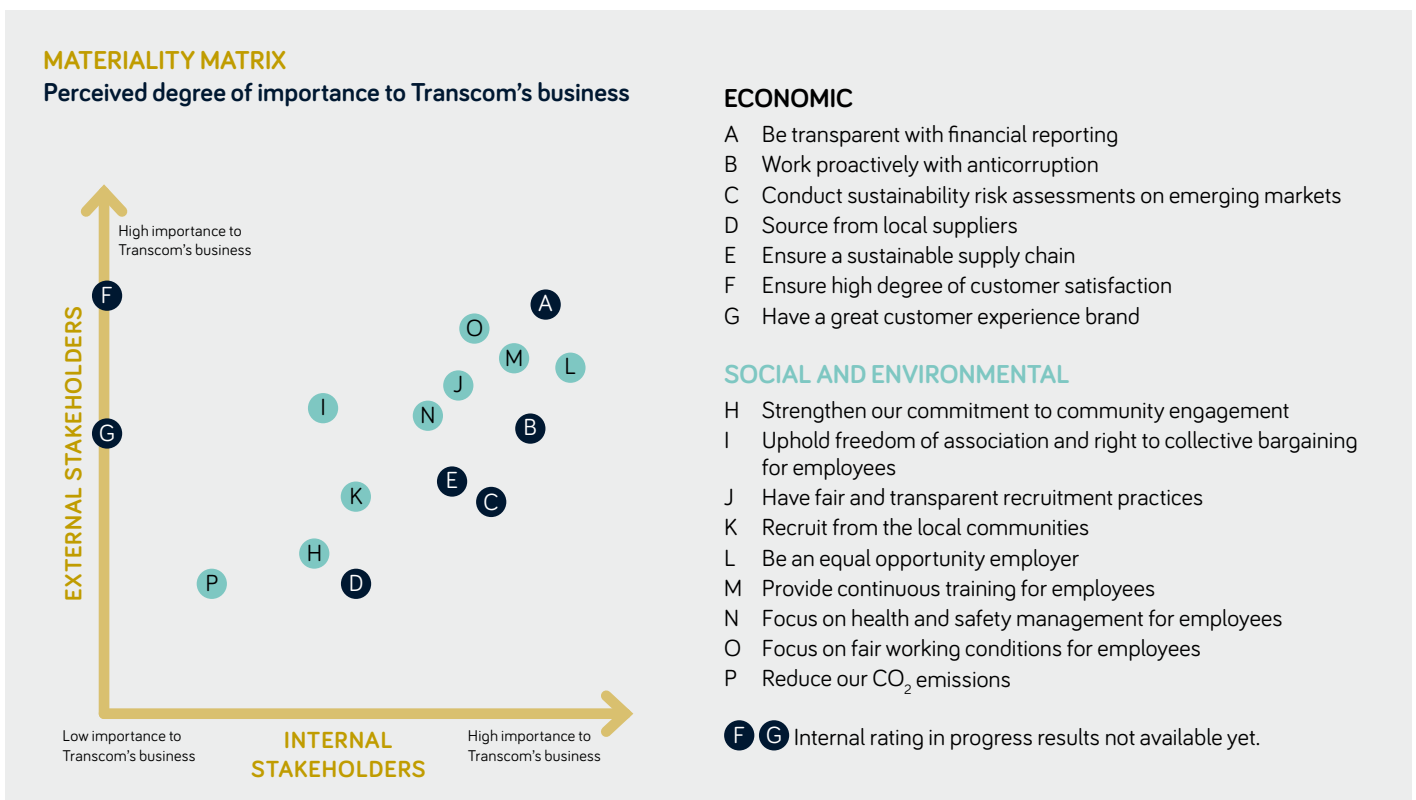 MATERIALITY MATRIX
Perceived degree of importance to Transcom's business
High importance to
Transcom's business
EXTERNAL STAKEHOLDERS
F
A
O
M
L
J
I
N
G
B
E
C
K
H
P
D
Low importance to
Transcom's business
INTERNAL
STAKEHOLDERS
High importance to
Transcom's business
ECONOMIC
A Be transparent with financial reporting
B Work proactively with anticorruption
C Conduct sustainability risk assessments on emerging markets
D Source from local suppliers
E Ensure a sustainable supply chain
F Ensure high degree of customer satisfaction
G Have a great customer experience brand
SOCIAL AND ENVIRONMENTAL
H Strengthen our commitment to community engagement
I Uphold freedom of association and right to collective bargaining
for employees
J Have fair and transparent recruitment practices
K Recruit from the local communities
L Be an equal opportunity employer
M Provide continuous training for employees
N Focus on health and safety management for employees
O Focus on fair working conditions for employees
P Reduce our CO₂ emissions
F G Internal rating in progress results not available yet.